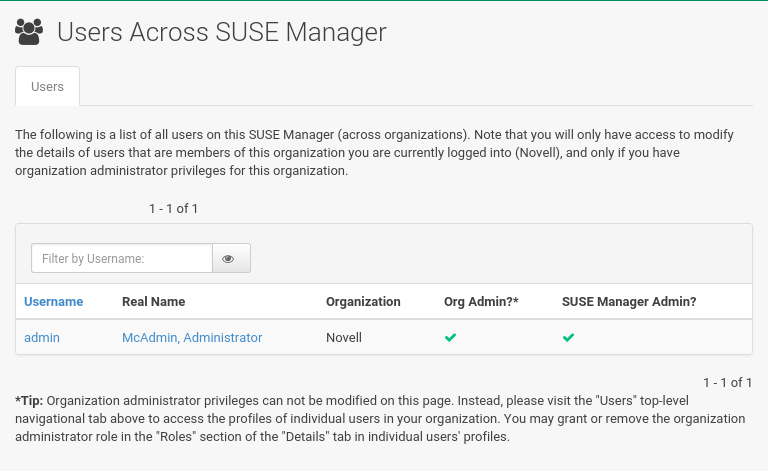 Users Across SUSE Manager
Users
The following is a list of all users on this SUSE Manager (across organizations). Note that you will only have access to modify
the details of users that are members of this organization you are currently logged into (Novell), and only if you have
organization administrator privileges for this organization.
1 - 1 of 1
Filter by Username:
Username Real Name Organization Org Admin?* SUSE Manager Admin?
admin McAdmin, Administrator Novell
1 - 1 of 1
*Tip: Organization administrator privileges can not be modified on this page. Instead, please visit the "Users" top-level
navigational tab above to access the profiles of individual users in your organization. You may grant or remove the organization
administrator role in the "Roles" section of the "Details" tab in individual users' profiles.